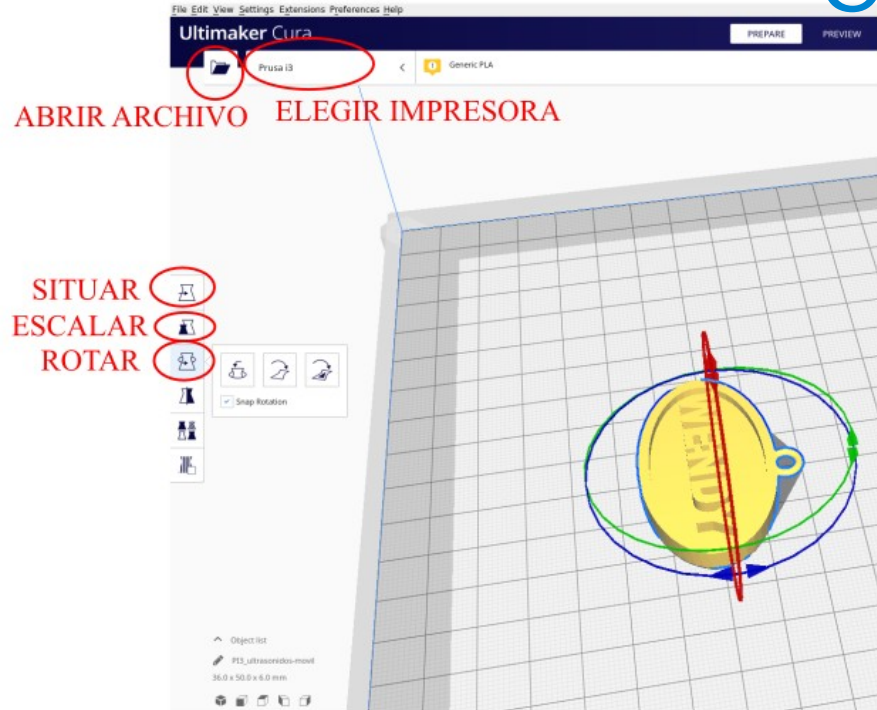 File Edit View Settings Extensions Preferences Help
Ultimaker Cura
PREPARE PREVIEW
Prusa i3 < Generic PLA
ABRIR ARCHIVO ELEGIR IMPRESORA
SITUAR
ESCALAR
ROTAR
Snap Rotation
WENDY
Object list
PI3_ultrasonidos-movil
36.0 x 50.0 x 6.0 mm